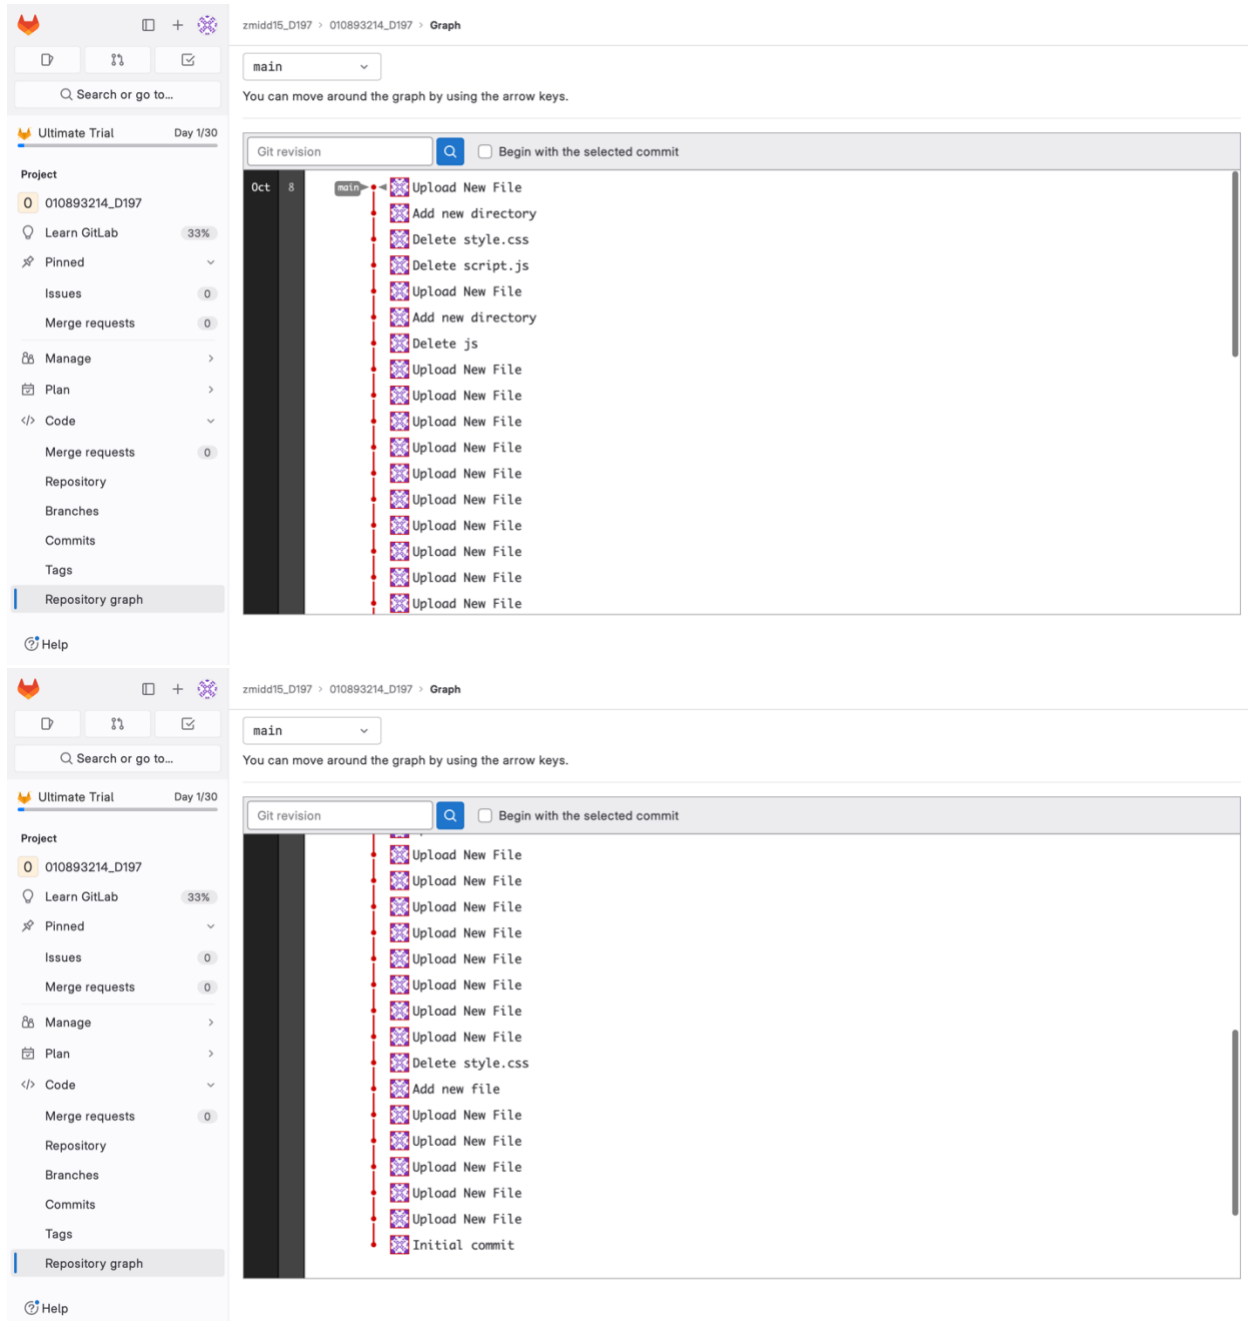 zmidd15_D197 > 010893214_D197 > Graph
Search or go to...
Ultimate Trial Day 1/30
Project
O 010893214_D197
Learn GitLab 33%
Pinned
Issues 0
Merge requests 0
Manage
Plan
Code
Merge requests 0
Repository
Branches
Commits
Tags
Repository graph
Help
main
You can move around the graph by using the arrow keys.
Git revision
Begin with the selected commit
Oct 8 main Upload New File
Add new directory
Delete style.css
Delete script.js
Upload New File
Add new directory
Delete js
Upload New File
Upload New File
Upload New File
Upload New File
Upload New File
Upload New File
Upload New File
Upload New File
Upload New File
Upload New File
zmidd15_D197 > 010893214_D197 > Graph
Search or go to...
Ultimate Trial Day 1/30
Project
O 010893214_D197
Learn GitLab 33%
Pinned
Issues 0
Merge requests 0
Manage
Plan
Code
Merge requests 0
Repository
Branches
Commits
Tags
Repository graph
Help
main
You can move around the graph by using the arrow keys.
Git revision
Begin with the selected commit
Upload New File
Upload New File
Upload New File
Upload New File
Upload New File
Upload New File
Upload New File
Upload New File
Delete style.css
Add new file
Upload New File
Upload New File
Upload New File
Upload New File
Upload New File
Initial commit